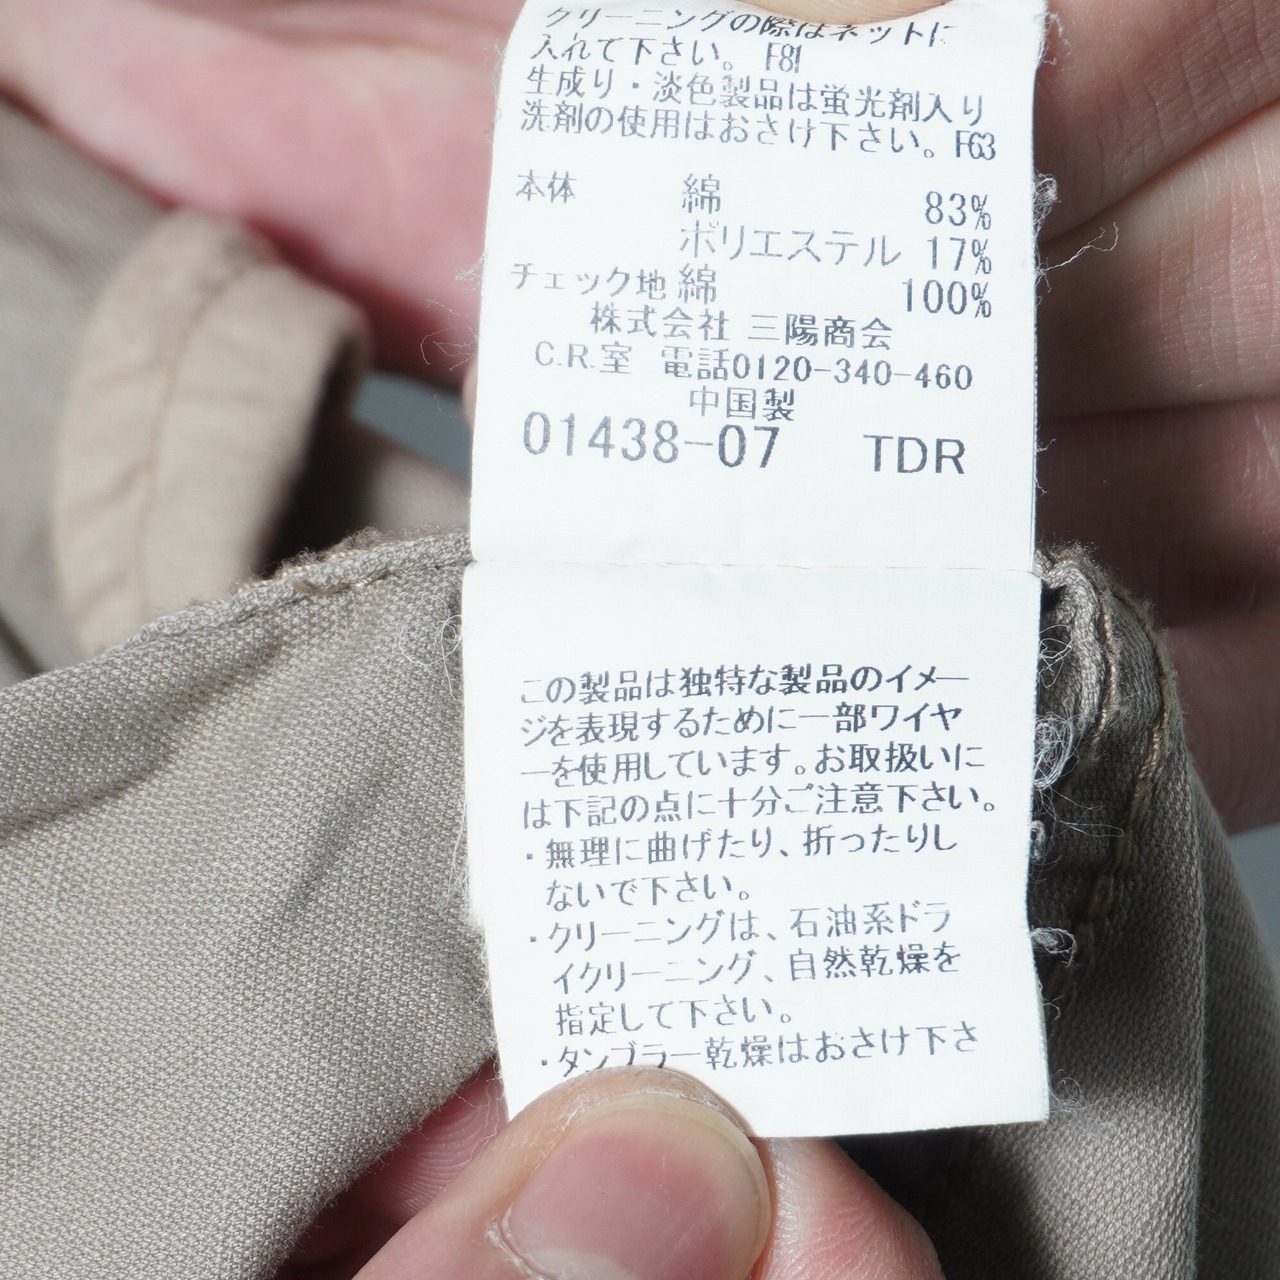 クリーニングの際はネットに
入れて下さい。 F81
生成り・淡色製品は蛍光剤入り
洗剤の使用はおさけ下さい。F63
本体 綿 83%
ポリエステル 17%
チェック地 綿 100%
株式会社 三陽商会
C.R.室 電話0120-340-460
中国製
01438-07 TDR
この製品は独特な製品のイメー
ジを表現するために一部ワイヤ
ーを使用しています。お取扱いに
は下記の点に十分ご注意下さい。
・無理に曲げたり、折ったりし
ないで下さい。
・クリーニングは、石油系ドラ
イクリーニング、自然乾燥を
指定して下さい。
・タンブラー乾燥はおさけ下さ